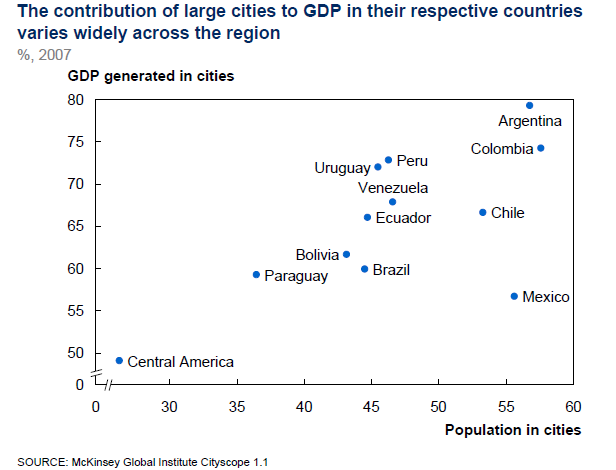 The contribution of large cities to GDP in their respective countries
varies widely across the region
%, 2007
GDP generated in cities
80
Argentina
75
Colombia
Peru
Uruguay
70
Venezuela
Chile
Ecuador
65
Bolivia
60
Brazil
Paraguay
Mexico
55
50
Central America
0
0 30 35 40 45 50 55 60
Population in cities
SOURCE: McKinsey Global Institute Cityscope 1.1